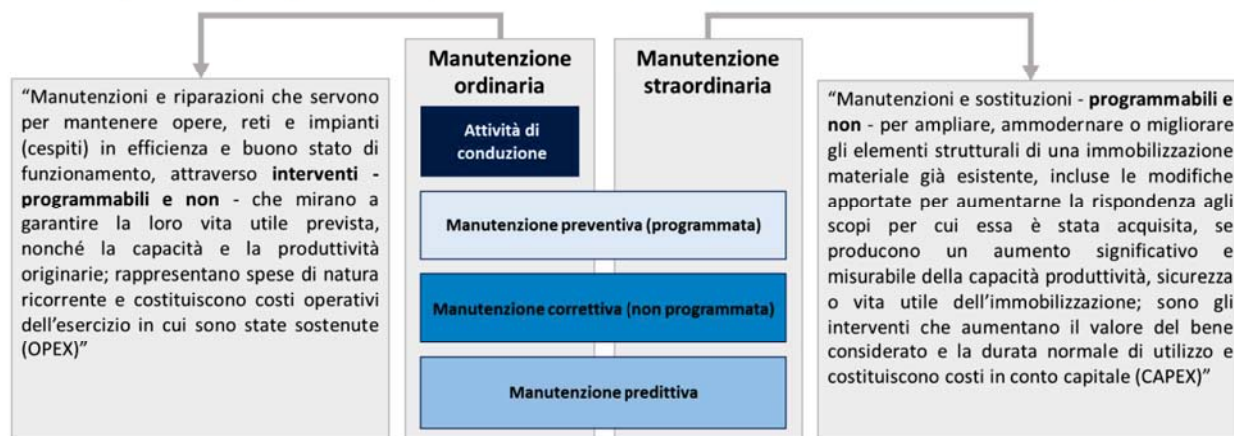 Manutenzione
ordinaria
Manutenzione
straordinaria
“Manutenzioni e riparazioni che servono
per mantenere opere, reti e impianti
(cespiti) in efficienza e buono stato di
funzionamento, attraverso interventi -
programmabili e non - che mirano a
garantire la loro vita utile prevista,
nonché la capacità e la produttività
originarie; rappresentano spese di natura
ricorrente e costituiscono costi operativi
dell’esercizio in cui sono state sostenute
(OPEX)”
Attività di
conduzione
Manutenzione preventiva (programmata)
Manutenzione correttiva (non programmata)
Manutenzione predittiva
“Manutenzioni e sostituzioni - programmabili e
non - per ampliare, ammodernare o migliorare
gli elementi strutturali di una immobilizzazione
materiale già esistente, incluse le modifiche
apportate per aumentarne la rispondenza agli
scopi per cui essa è stata acquisita, se
producono un aumento significativo e
misurabile della capacità produttività, sicurezza
o vita utile dell’immobilizzazione; sono gli
interventi che aumentano il valore del bene
considerato e la durata normale di utilizzo e
costituiscono costi in conto capitale (CAPEX)”